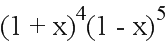 (1 + x)⁴(1 - x)⁵